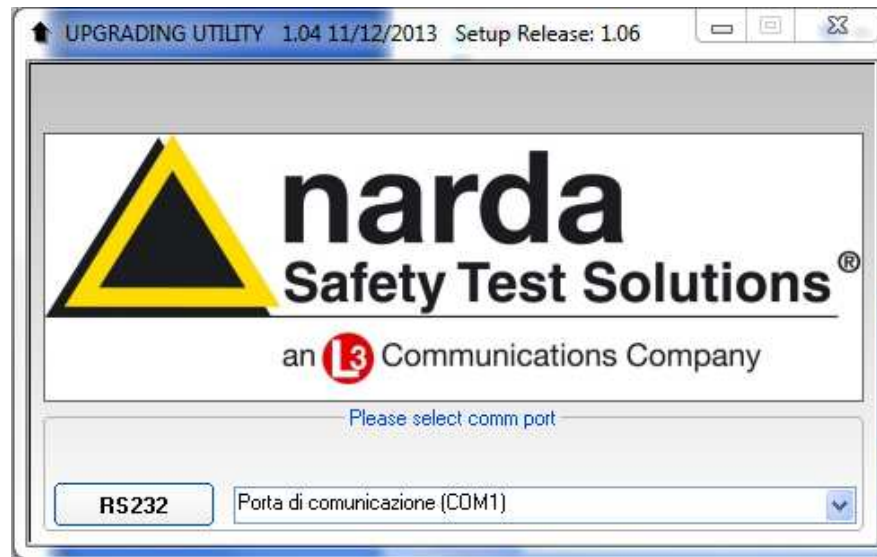 UPGRADING UTILITY 1.04 11/12/2013 Setup Release: 1.06
narda
Safety Test Solutions®
an L3 Communications Company
Please select comm port
RS232
Porta di comunicazione (COM1)